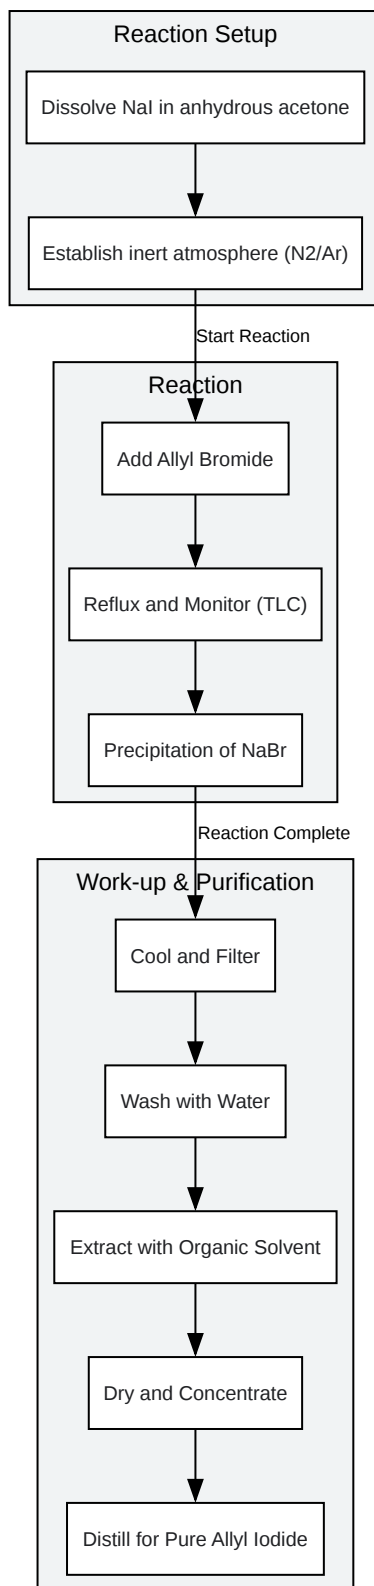 Reaction Setup
Dissolve NaI in anhydrous acetone
Establish inert atmosphere (N2/Ar)
Start Reaction
Reaction
Add Allyl Bromide
Reflux and Monitor (TLC)
Precipitation of NaBr
Reaction Complete
Work-up & Purification
Cool and Filter
Wash with Water
Extract with Organic Solvent
Dry and Concentrate
Distill for Pure Allyl Iodide